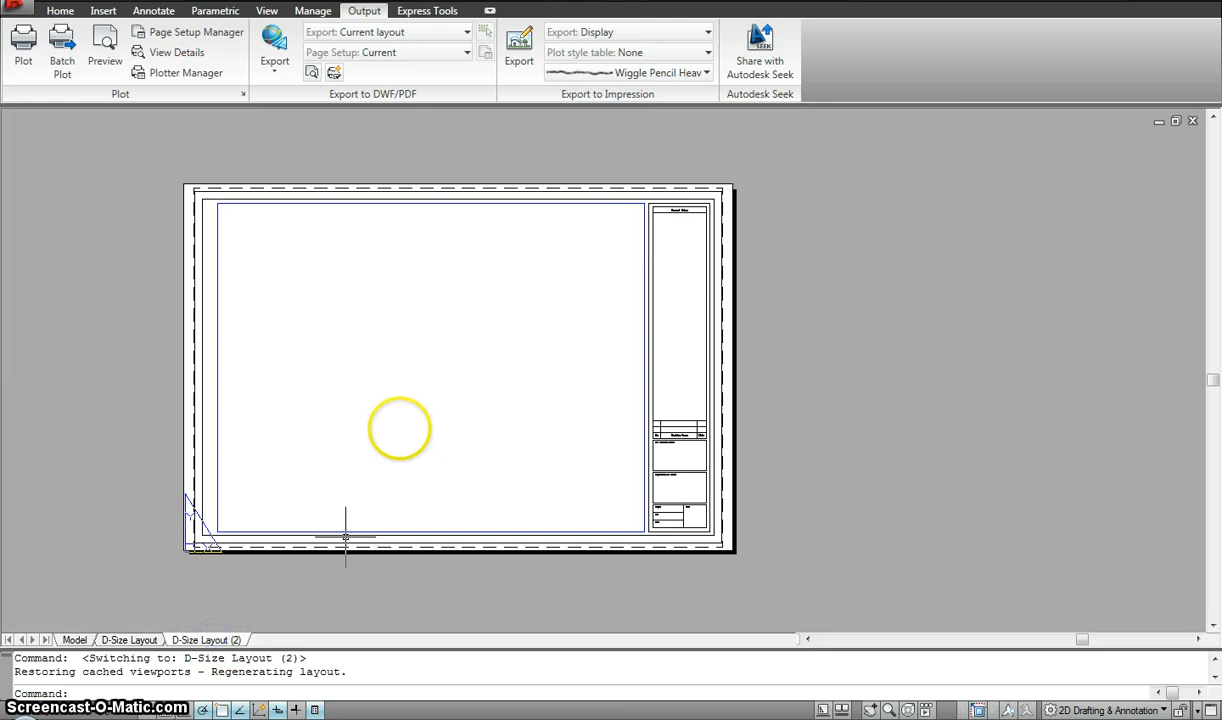 Home Insert Annotate Parametric View Manage Output Express Tools
Plot
Batch Plot
Preview
Page Setup Manager
View Details
Plotter Manager
Plot
Export
Export: Current layout
Page Setup: Current
Export to DWF/PDF
Export
Export: Display
Plot style table: None
Wiggle Pencil Heav
Export to Impression
Share with Autodesk Seek
Autodesk Seek
Model D-Size Layout D-Size Layout (2)
Command: <Switching to: D-Size Layout (2)>
Restoring cached viewports - Regenerating layout.
Command:
Screencast-O-Matic.com
2D Drafting & Annotation